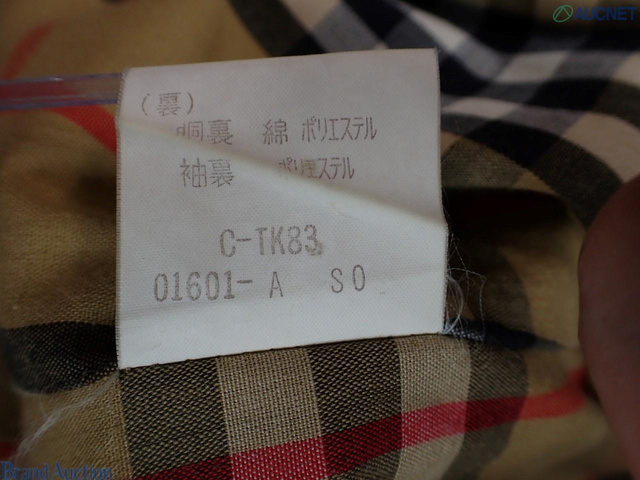 AUCNET
(裏)
胴裏 綿 ポリエステル
袖裏 ポリエステル
C-TK83
01601- A SO
Brand Auction